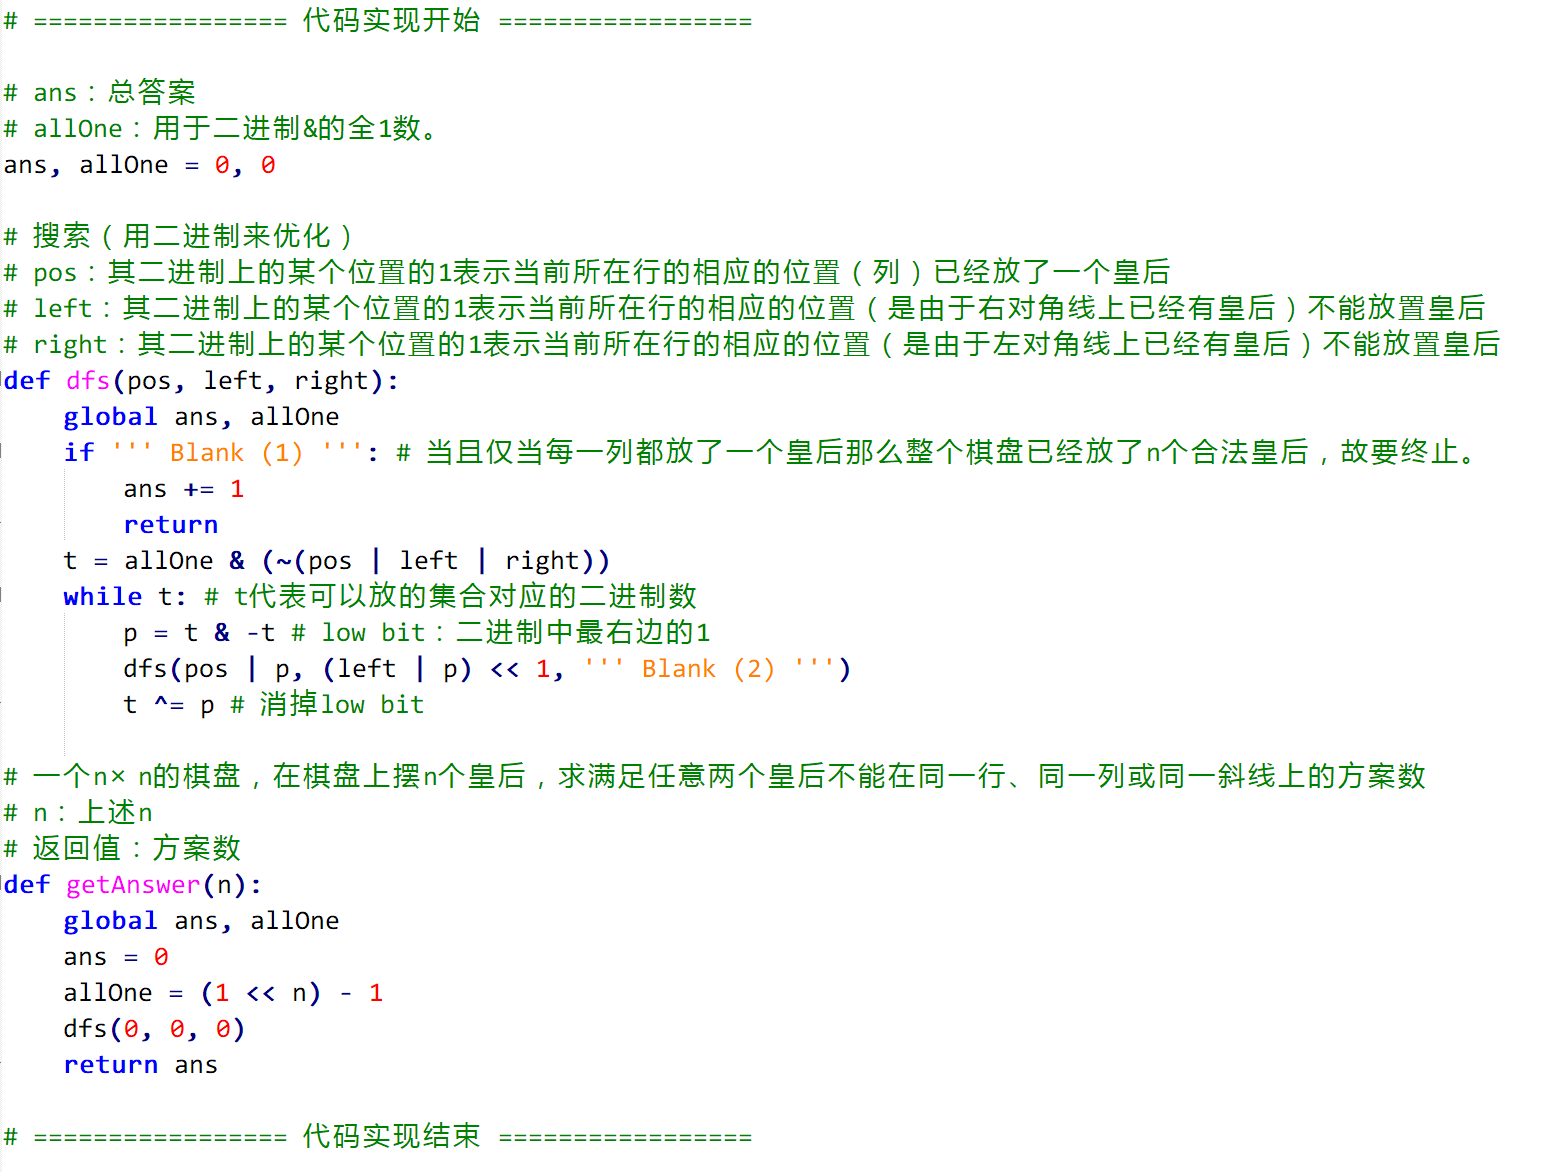 # ================= 代码实现开始 =================
# ans：总答案
# allOne：用于二进制&的全1数。
ans, allOne = 0, 0
# 搜索（用二进制来优化）
# pos：其二进制上的某个位置的1表示当前所在行的相应的位置（列）已经放了一个皇后
# left：其二进制上的某个位置的1表示当前所在行的相应的位置（是由于右对角线上已经有皇后）不能放置皇后
# right：其二进制上的某个位置的1表示当前所在行的相应的位置（是由于左对角线上已经有皇后）不能放置皇后
def dfs(pos, left, right):
    global ans, allOne
    if ''' Blank (1) ''': # 当且仅当每一列都放了一个皇后那么整个棋盘已经放了n个合法皇后，故要终止。
        ans += 1
        return
    t = allOne & (~(pos | left | right))
    while t: # t代表可以放的集合对应的二进制数
        p = t & -t # low bit：二进制中最右边的1
        dfs(pos | p, (left | p) << 1, ''' Blank (2) ''')
        t ^= p # 消掉low bit
# 一个n× n的棋盘，在棋盘上摆n个皇后，求满足任意两个皇后不能在同一行、同一列或同一斜线上的方案数
# n：上述n
# 返回值：方案数
def getAnswer(n):
    global ans, allOne
    ans = 0
    allOne = (1 << n) - 1
    dfs(0, 0, 0)
    return ans
# ================= 代码实现结束 =================